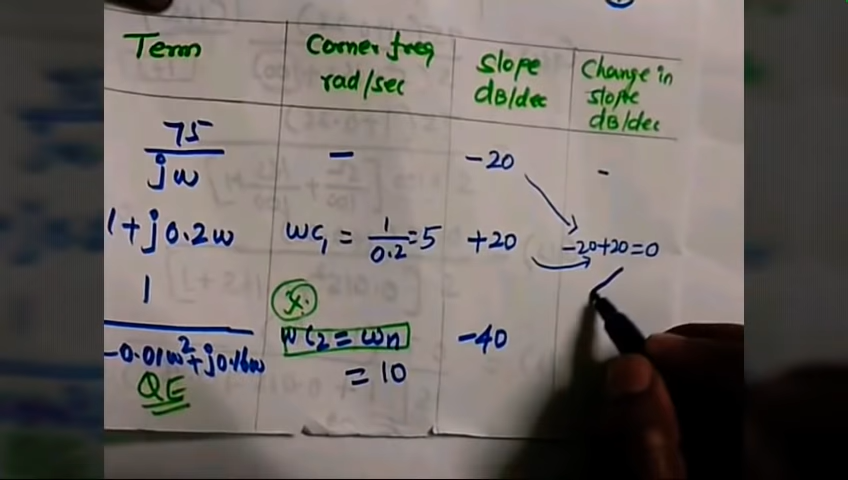 Term
Corner freq
rad/sec
slope
dB/dec
Change in
slope
dB/dec
75
jω
-
-20
-
1+j0.2ω
ωc₁ = 1/0.2 = 5
+20
-20+20=0
1
-0.01ω²+j0.16ω
QE
ωc₂ = ωn
= 10
-40